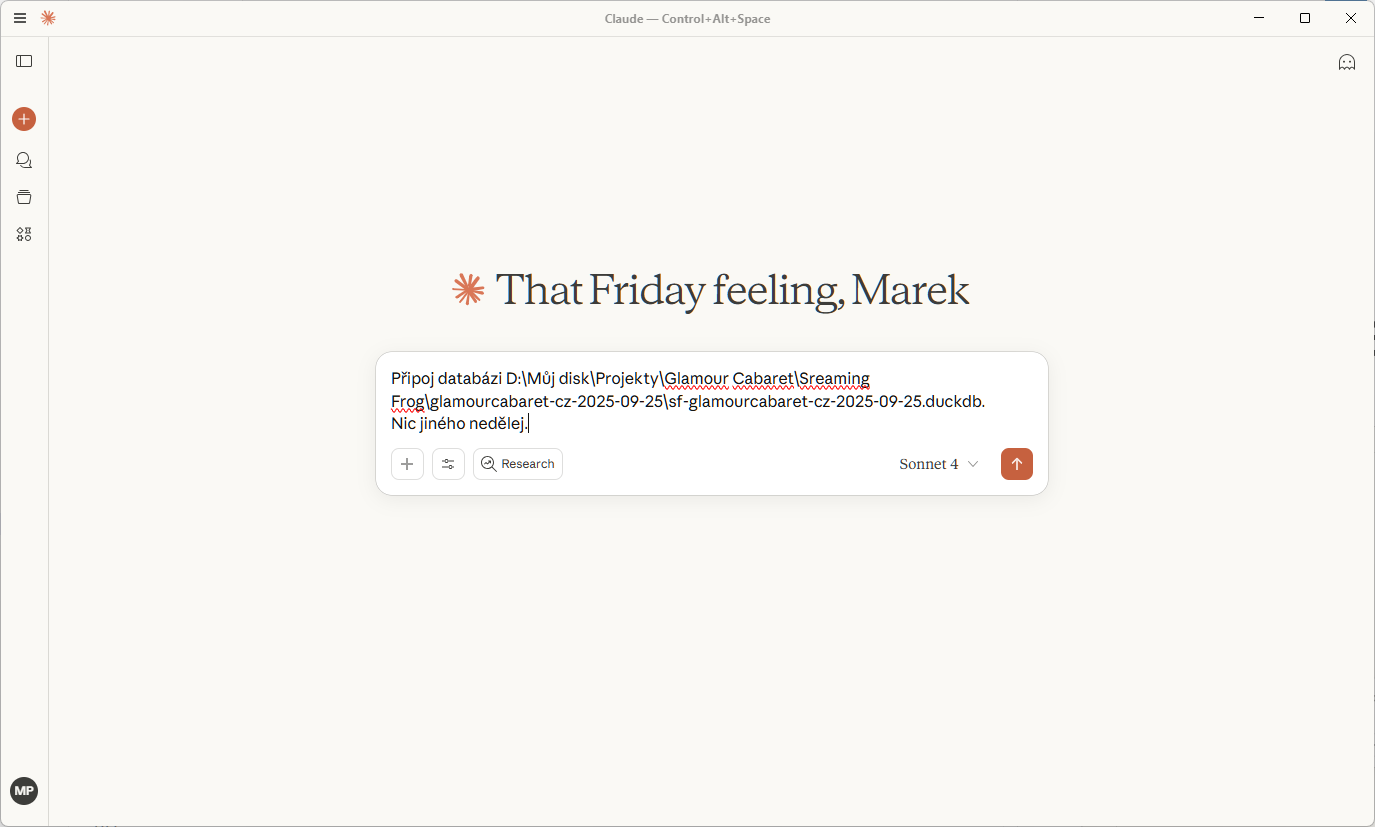 Claude — Control+Alt+Space
That Friday feeling, Marek
Připoj databázi D:\Můj disk\Projekty\Glamour Cabaret\Sreaming
Frog\glamourcabaret-cz-2025-09-25\sf-glamourcabaret-cz-2025-09-25.duckdb.
Nic jiného nedělej.
Research
Sonnet 4
MP